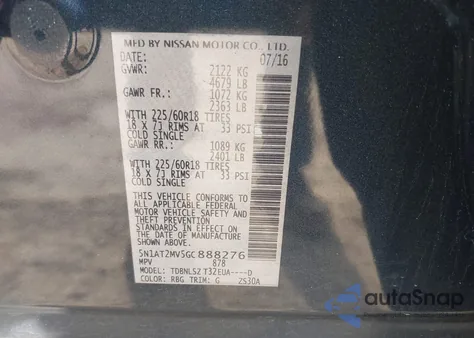 MFD BY NISSAN MOTOR CO., LTD.
DATE: 07/16
GVWR: 2122 KG
4679 LB
GAWR FR.: 1072 KG
2363 LB
WITH 225/60R18 TIRES
18 X 7J RIMS AT 33 PSI
COLD SINGLE
GAWR RR.: 1089 KG
2401 LB
WITH 225/60R18 TIRES
18 X 7J RIMS AT 33 PSI
COLD SINGLE
THIS VEHICLE CONFORMS TO
ALL APPLICABLE FEDERAL
MOTOR VEHICLE SAFETY AND
STANDARDS IN EFFECT ON
THE DATE OF MANUFACTURE
SHOWN ABOVE.
5N1AT2MV5GC888276
MPV 878
MODEL: TDBNLSZ T32EUA----D
COLOR: RBG TRIM: G 2S30A
autoSnap